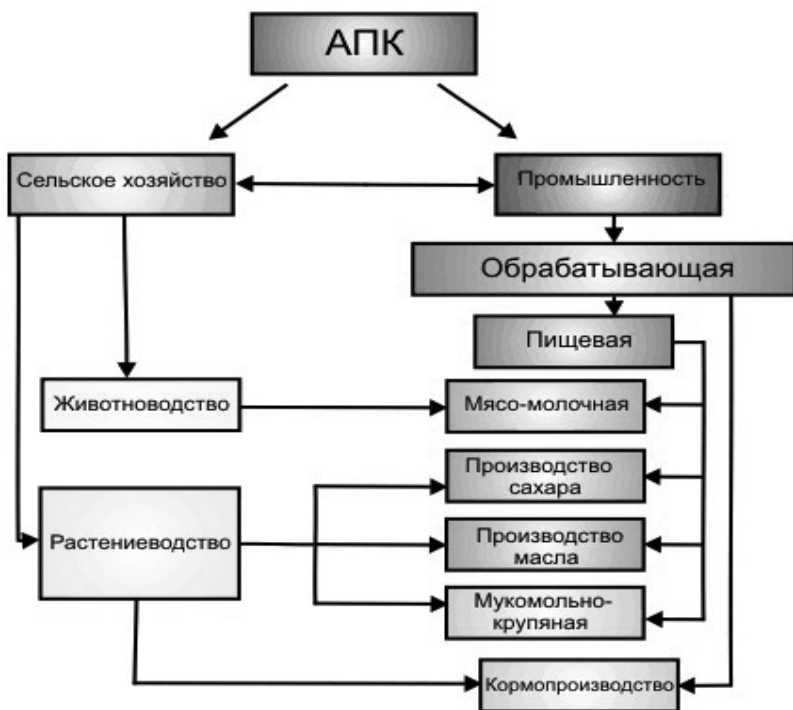 АПК
Сельское хозяйство
Промышленность
Обрабатывающая
Пищевая
Животноводство
Мясо-молочная
Производство
сахара
Растениеводство
Производство
масла
Мукомольно-
крупяная
Кормопроизводство